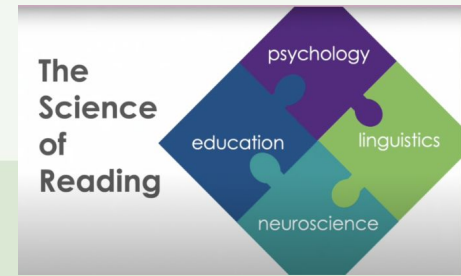 The
Science
of
Reading
psychology
education
linguistics
neuroscience